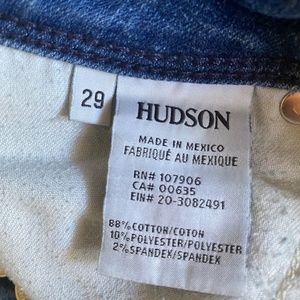 29
HUDSON
MADE IN MEXICO
FABRIQUÉ AU MEXIQUE
RN# 107906
CA# 00635
EIN# 20-3082491
88%COTTON/COTON
10%POLYESTER/POLYESTER
2%SPANDEX/SPANDEX